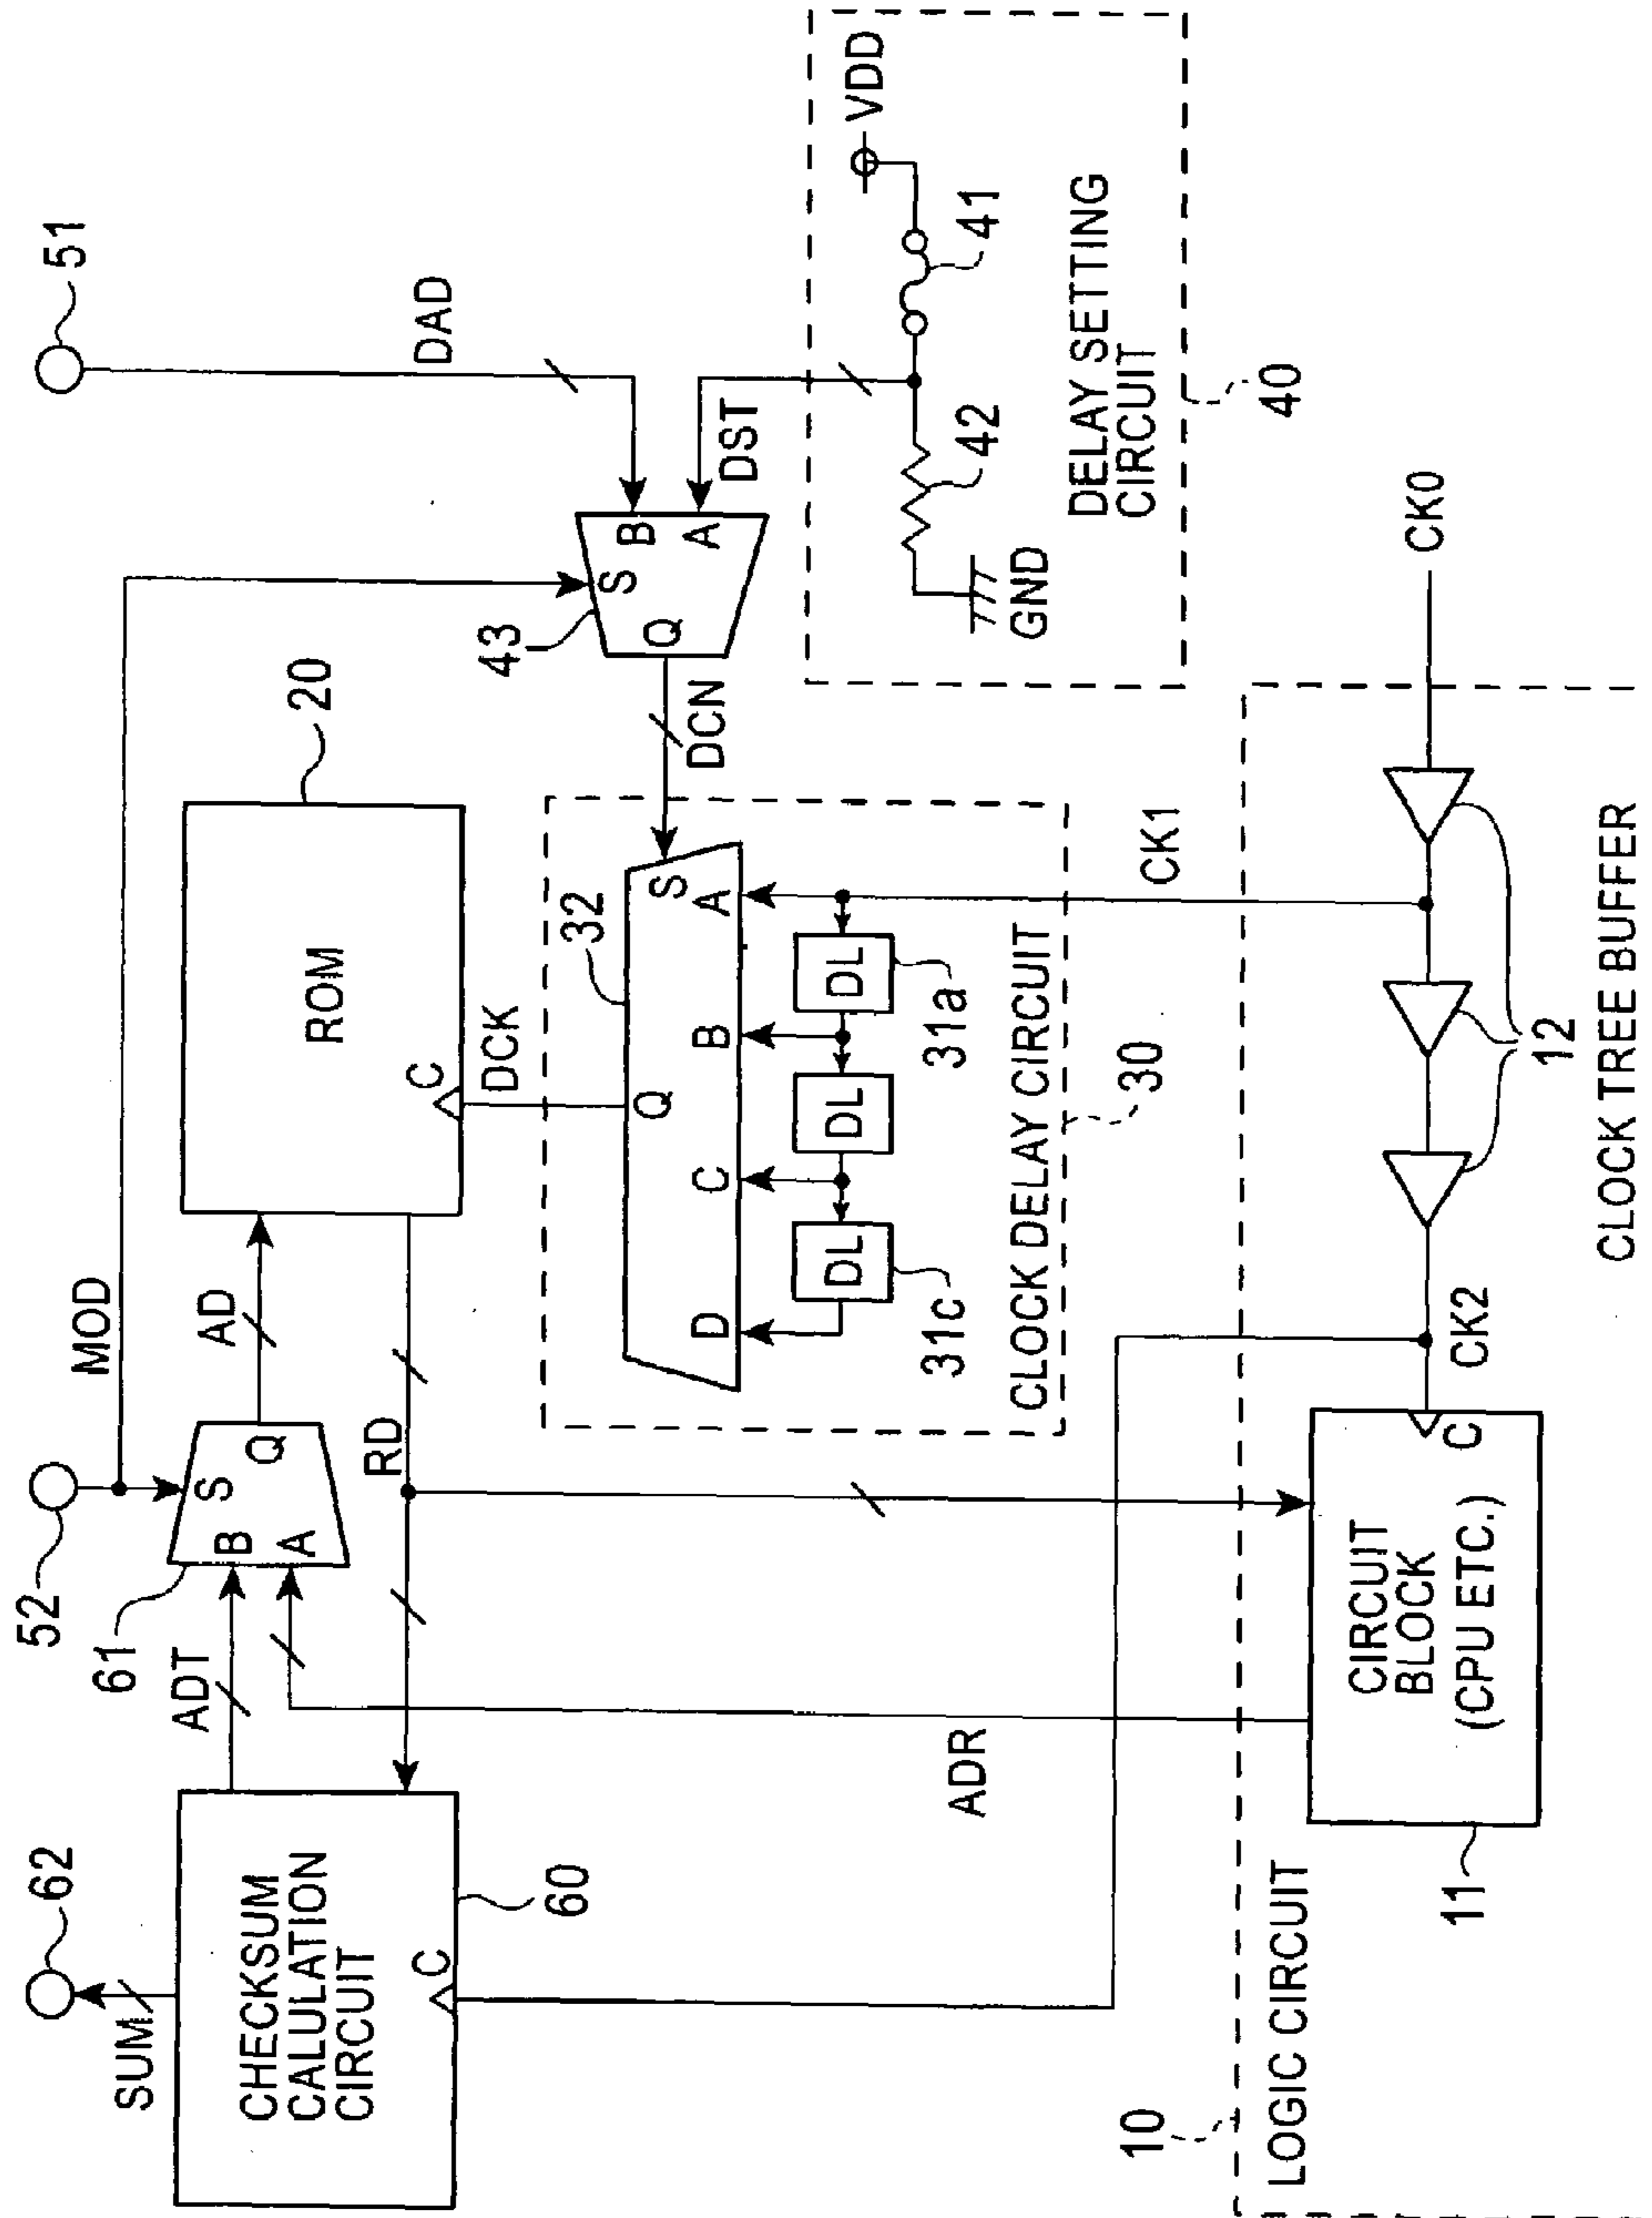 62
SUM
CHECKSUM
CALULATION
CIRCUIT
C
60
52
61
ADT
B
A
S
Q
MOD
AD
RD
ROM
20
C
DCK
51
DAD
43
S
B
A
Q
DST
DCN
32
S
A
B
C
D
Q
DL
DL
DL
31a
31c
CLOCK DELAY CIRCUIT
30
VDD
41
42
GND
DELAY SETTING
CIRCUIT
40
ADR
CK1
CK0
CK2
10
LOGIC CIRCUIT
CIRCUIT
BLOCK
(CPU ETC.)
C
11
12
CLOCK TREE BUFFER